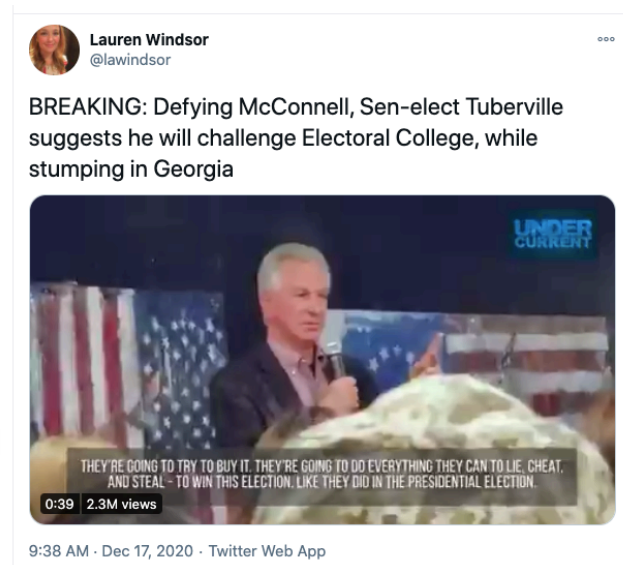 Lauren Windsor
@lawindsor
BREAKING: Defying McConnell, Sen-elect Tuberville
suggests he will challenge Electoral College, while
stumping in Georgia
UNDER
CURRENT
THEY'RE GOING TO TRY TO BUY IT. THEY'RE GOING TO DO EVERYTHING THEY CAN TO LIE, CHEAT,
AND STEAL - TO WIN THIS ELECTION, LIKE THEY DID IN THE PRESIDENTIAL ELECTION.
0:39 2.3M views
9:38 AM · Dec 17, 2020 · Twitter Web App